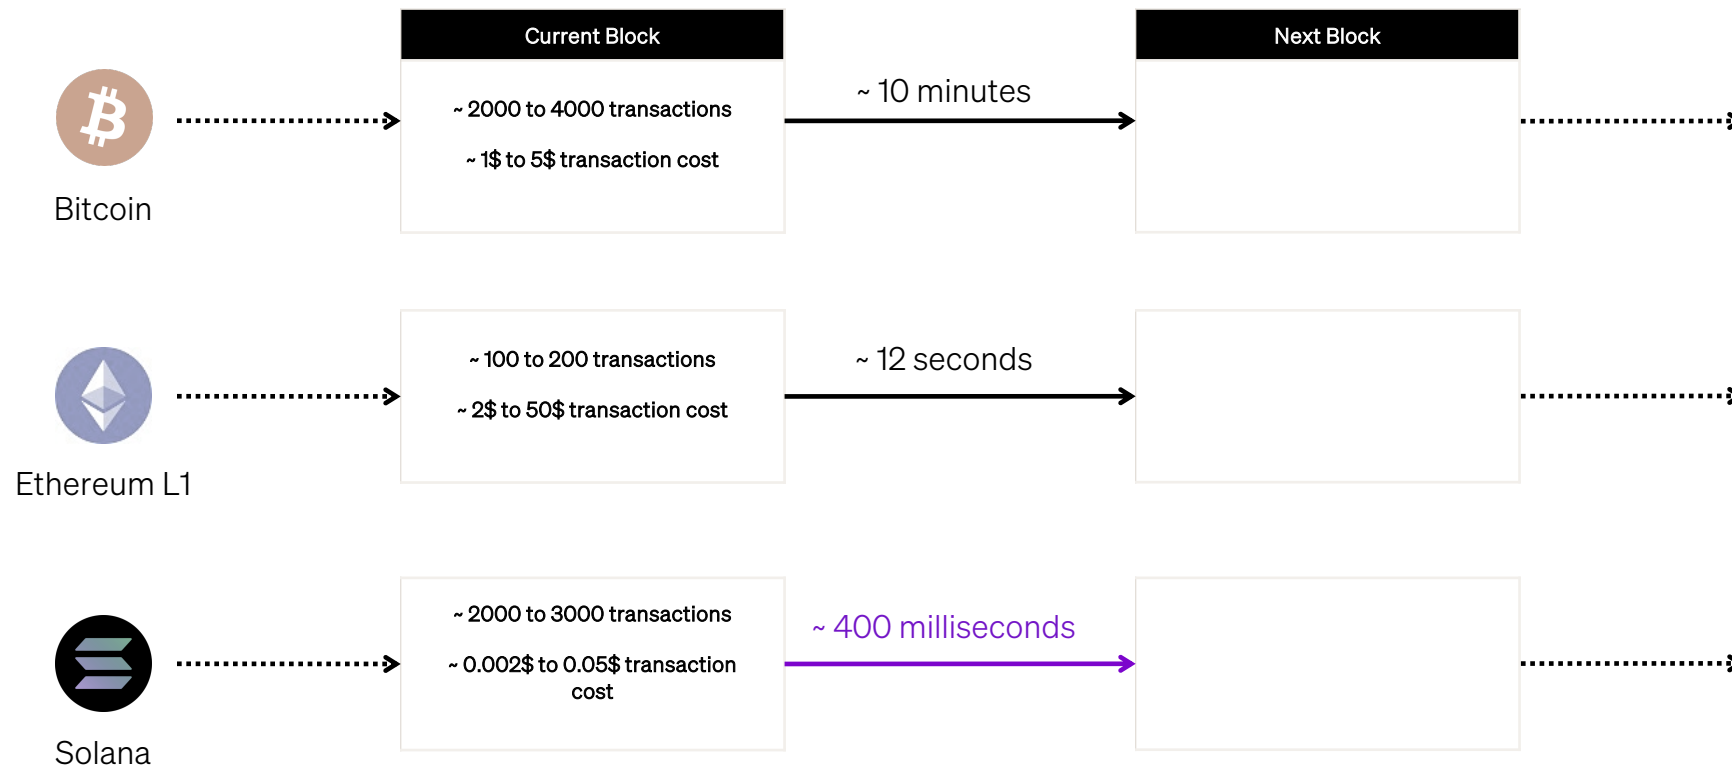 Current Block
Next Block
~ 2000 to 4000 transactions
~ 1$ to 5$ transaction cost
~ 10 minutes
Bitcoin
~ 100 to 200 transactions
~ 2$ to 50$ transaction cost
~ 12 seconds
Ethereum L1
~ 2000 to 3000 transactions
~ 0.002$ to 0.05$ transaction
cost
~ 400 milliseconds
Solana